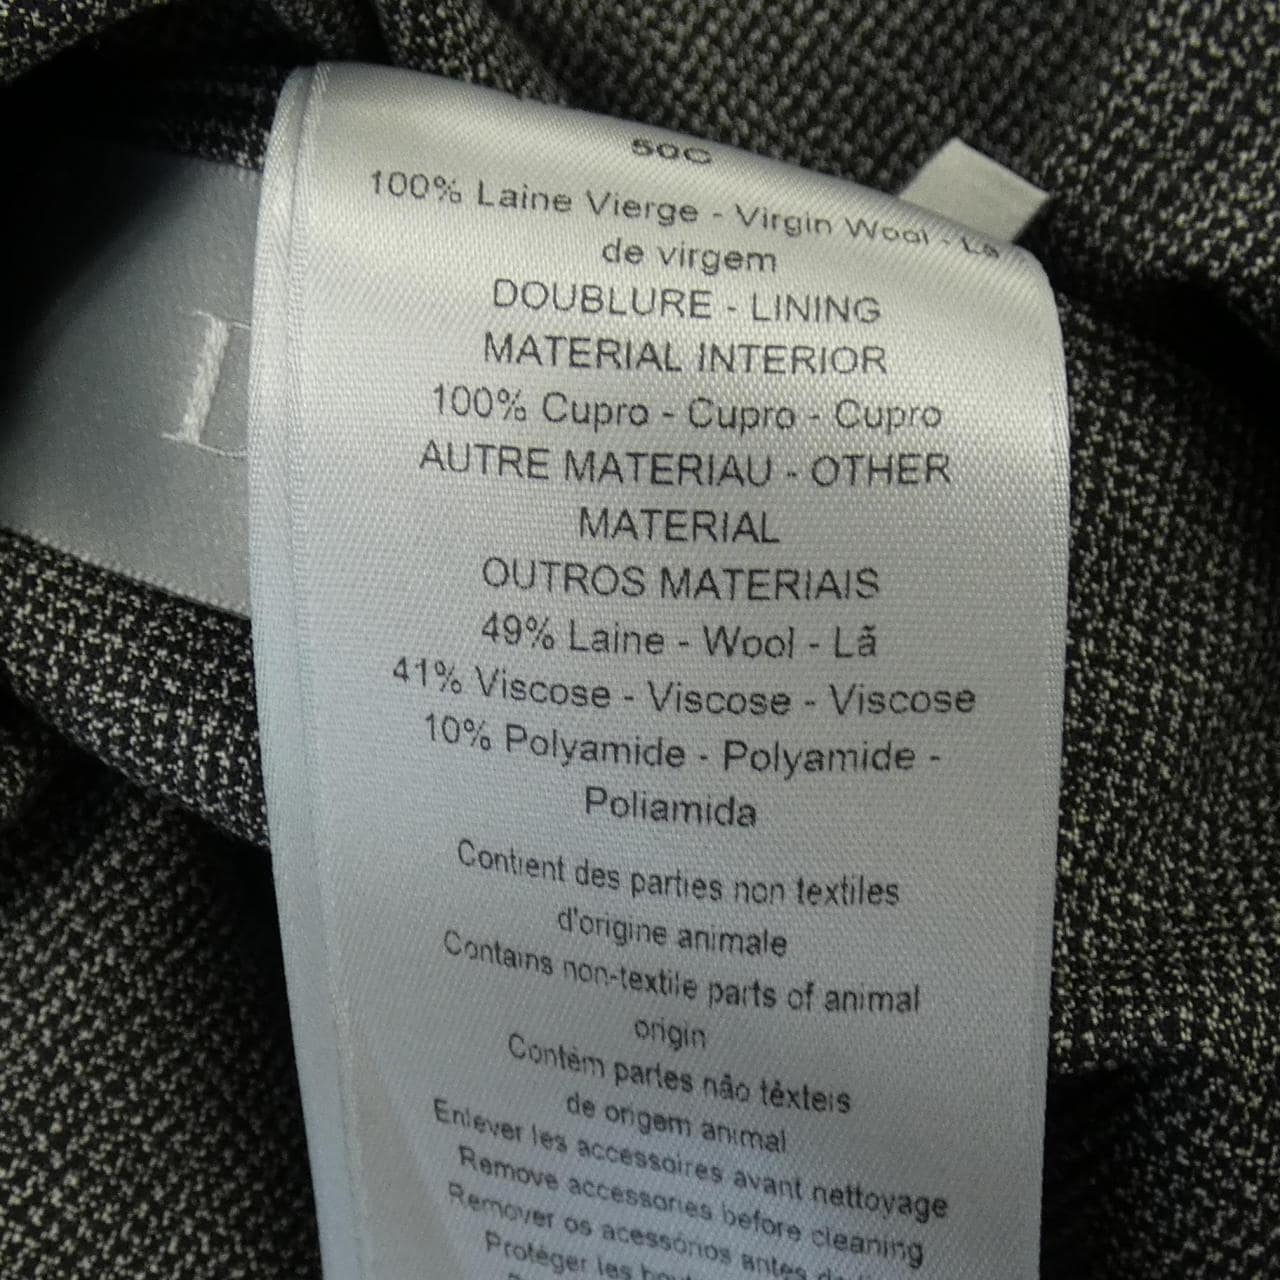 50C
100% Laine Vierge - Virgin Wool - Lã
de virgem
DOUBLURE - LINING
MATERIAL INTERIOR
100% Cupro - Cupro - Cupro
AUTRE MATERIAU - OTHER
MATERIAL
OUTROS MATERIAIS
49% Laine - Wool - Lã
41% Viscose - Viscose - Viscose
10% Polyamide - Polyamide -
Poliamida
Contient des parties non textiles
d'origine animale
Contains non-textile parts of animal
origin
Contêm partes não têxteis
de origem animal
Enlever les accessoires avant nettoyage
Remove accessories before cleaning
Remover os acessórios antes
Protéger les